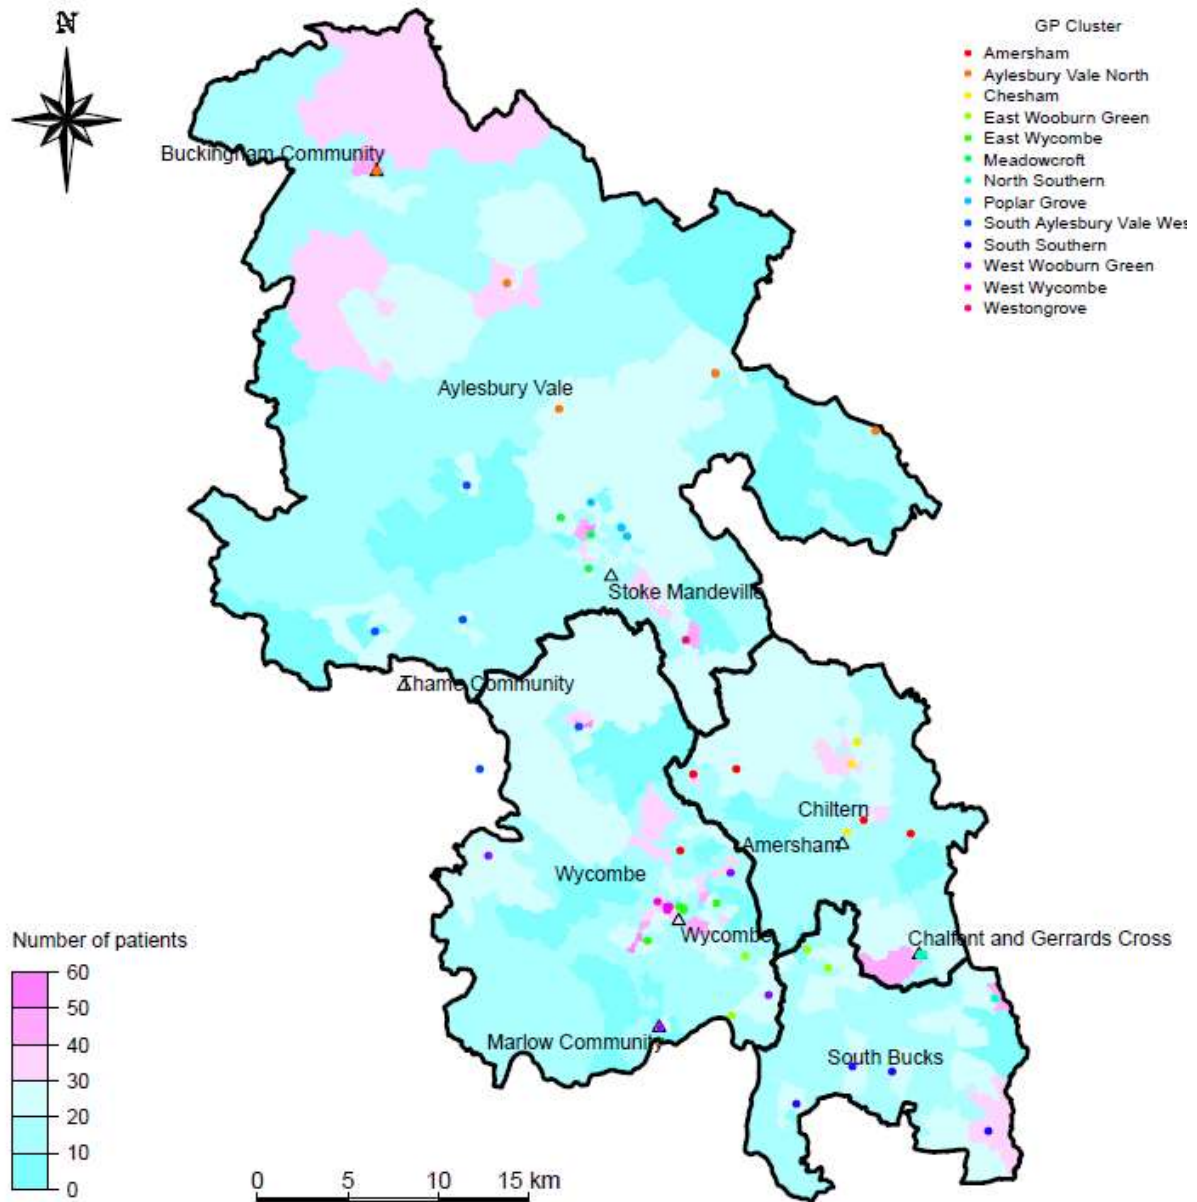 N
GP Cluster
Amersham
Aylesbury Vale North
Chesham
East Wooburn Green
East Wycombe
Meadowcroft
North Southern
Poplar Grove
South Aylesbury Vale Wes
South Southern
West Wooburn Green
West Wycombe
Westongrove
Buckingham Community
Aylesbury Vale
Stoke Mandeville
Thame Community
Chiltern
Amersham
Wycombe
Wycombe
Chalfont and Gerrards Cross
Marlow Community
South Bucks
Number of patients
60
50
40
30
20
10
0
0 5 10 15 km